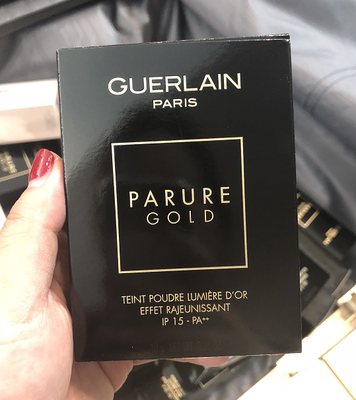 GUERLAIN
PARIS
PARURE
GOLD
TEINT POUDRE LUMIÈRE D'OR
EFFET RAJEUNISSANT
IP 15 - PA⁺⁺